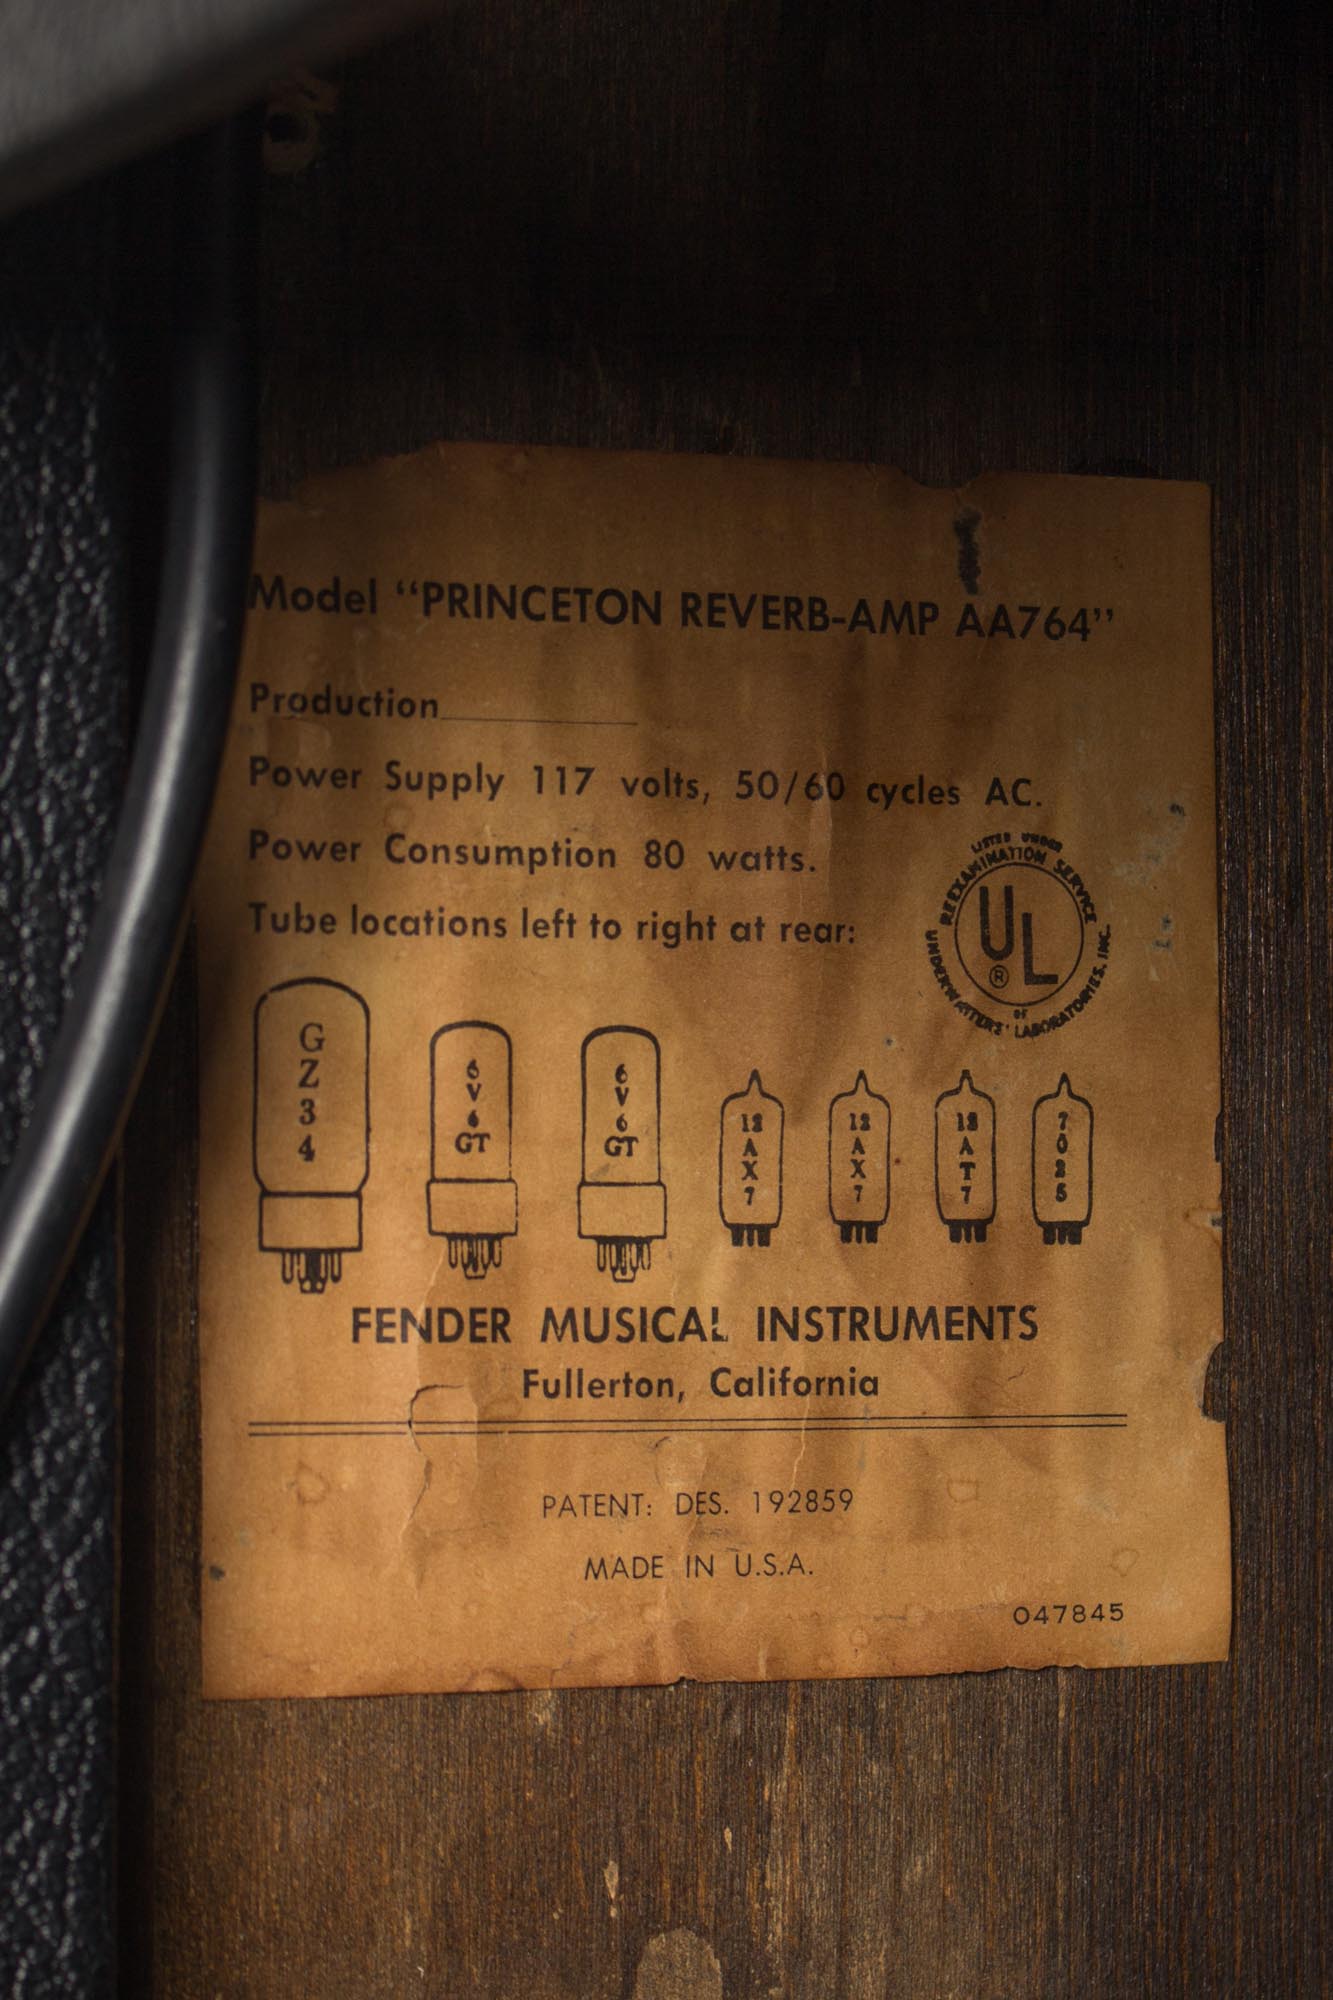 Model “PRINCETON REVERB-AMP AA764”
Production
Power Supply 117 volts, 50/60 cycles AC.
Power Consumption 80 watts.
Tube locations left to right at rear:
LISTED UNDER
REEXAMINATION SERVICE
UL
®
OF
UNDERWRITERS' LABORATORIES, INC.
GZ34
6V6GT
6V6GT
12AX7
12AX7
12AT7
7025
FENDER MUSICAL INSTRUMENTS
Fullerton, California
PATENT: DES. 192859
MADE IN U.S.A.
047845